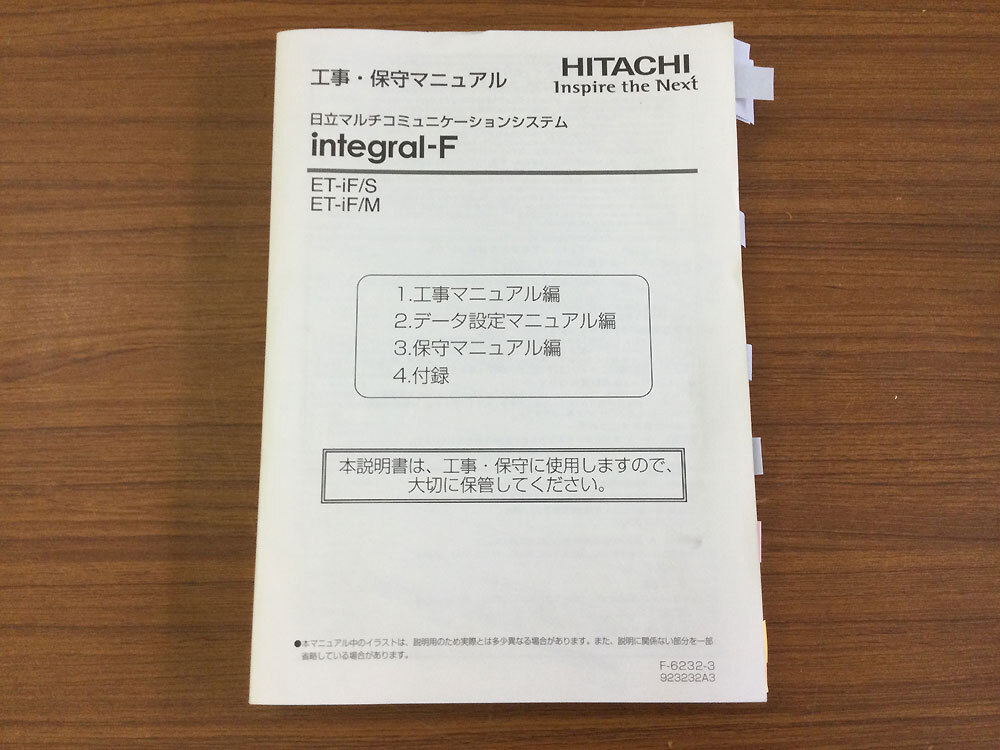 工事・保守マニュアル
HITACHI
Inspire the Next
日立マルチコミュニケーションシステム
integral-F
ET-iF/S
ET-iF/M
1.工事マニュアル編
2.データ設定マニュアル編
3.保守マニュアル編
4.付録
本説明書は、工事・保守に使用しますので、
大切に保管してください。
●本マニュアル中のイラストは、説明用のため実際とは多少異なる場合があります。また、説明に関係ない部分を一部
省略している場合があります。
F-6232-3
923232A3